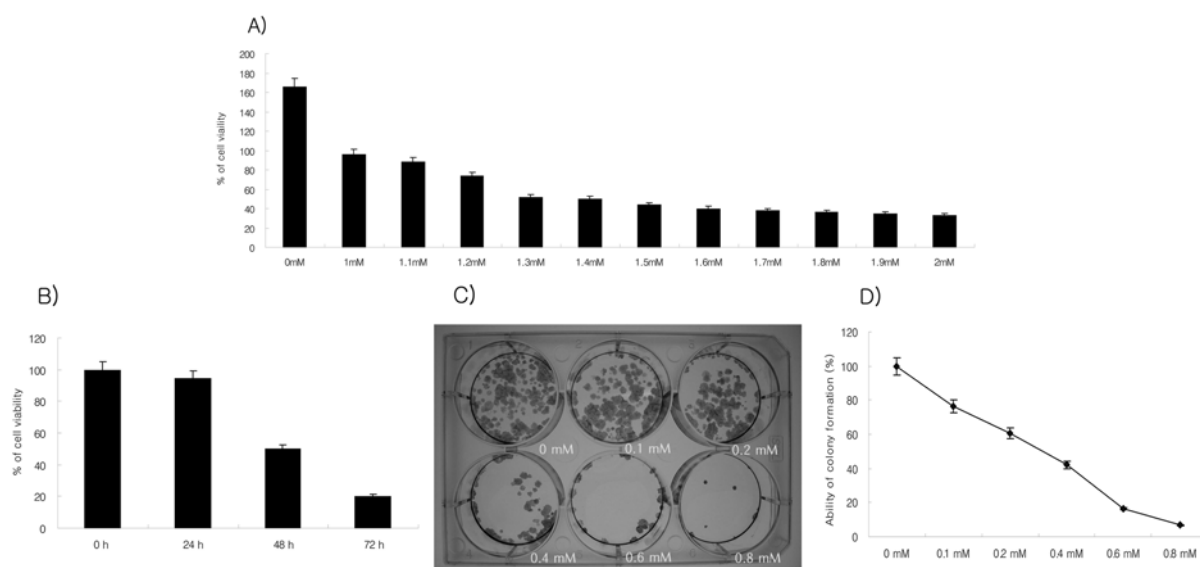 A)
% of cell viaility
200
180
160
140
120
100
80
60
40
20
0
0mM 1mM 1.1mM 1.2mM 1.3mM 1.4mM 1.5mM 1.6mM 1.7mM 1.8mM 1.9mM 2mM
B)
% of cell viability
120
100
80
60
40
20
0
0 h 24 h 48 h 72 h
C)
0 mM 0.1 mM 0.2 mM
0.4 mM 0.6 mM 0.8 mM
D)
Ability of colony formation (%)
120
100
80
60
40
20
0
0 mM 0.1 mM 0.2 mM 0.4 mM 0.6 mM 0.8 mM